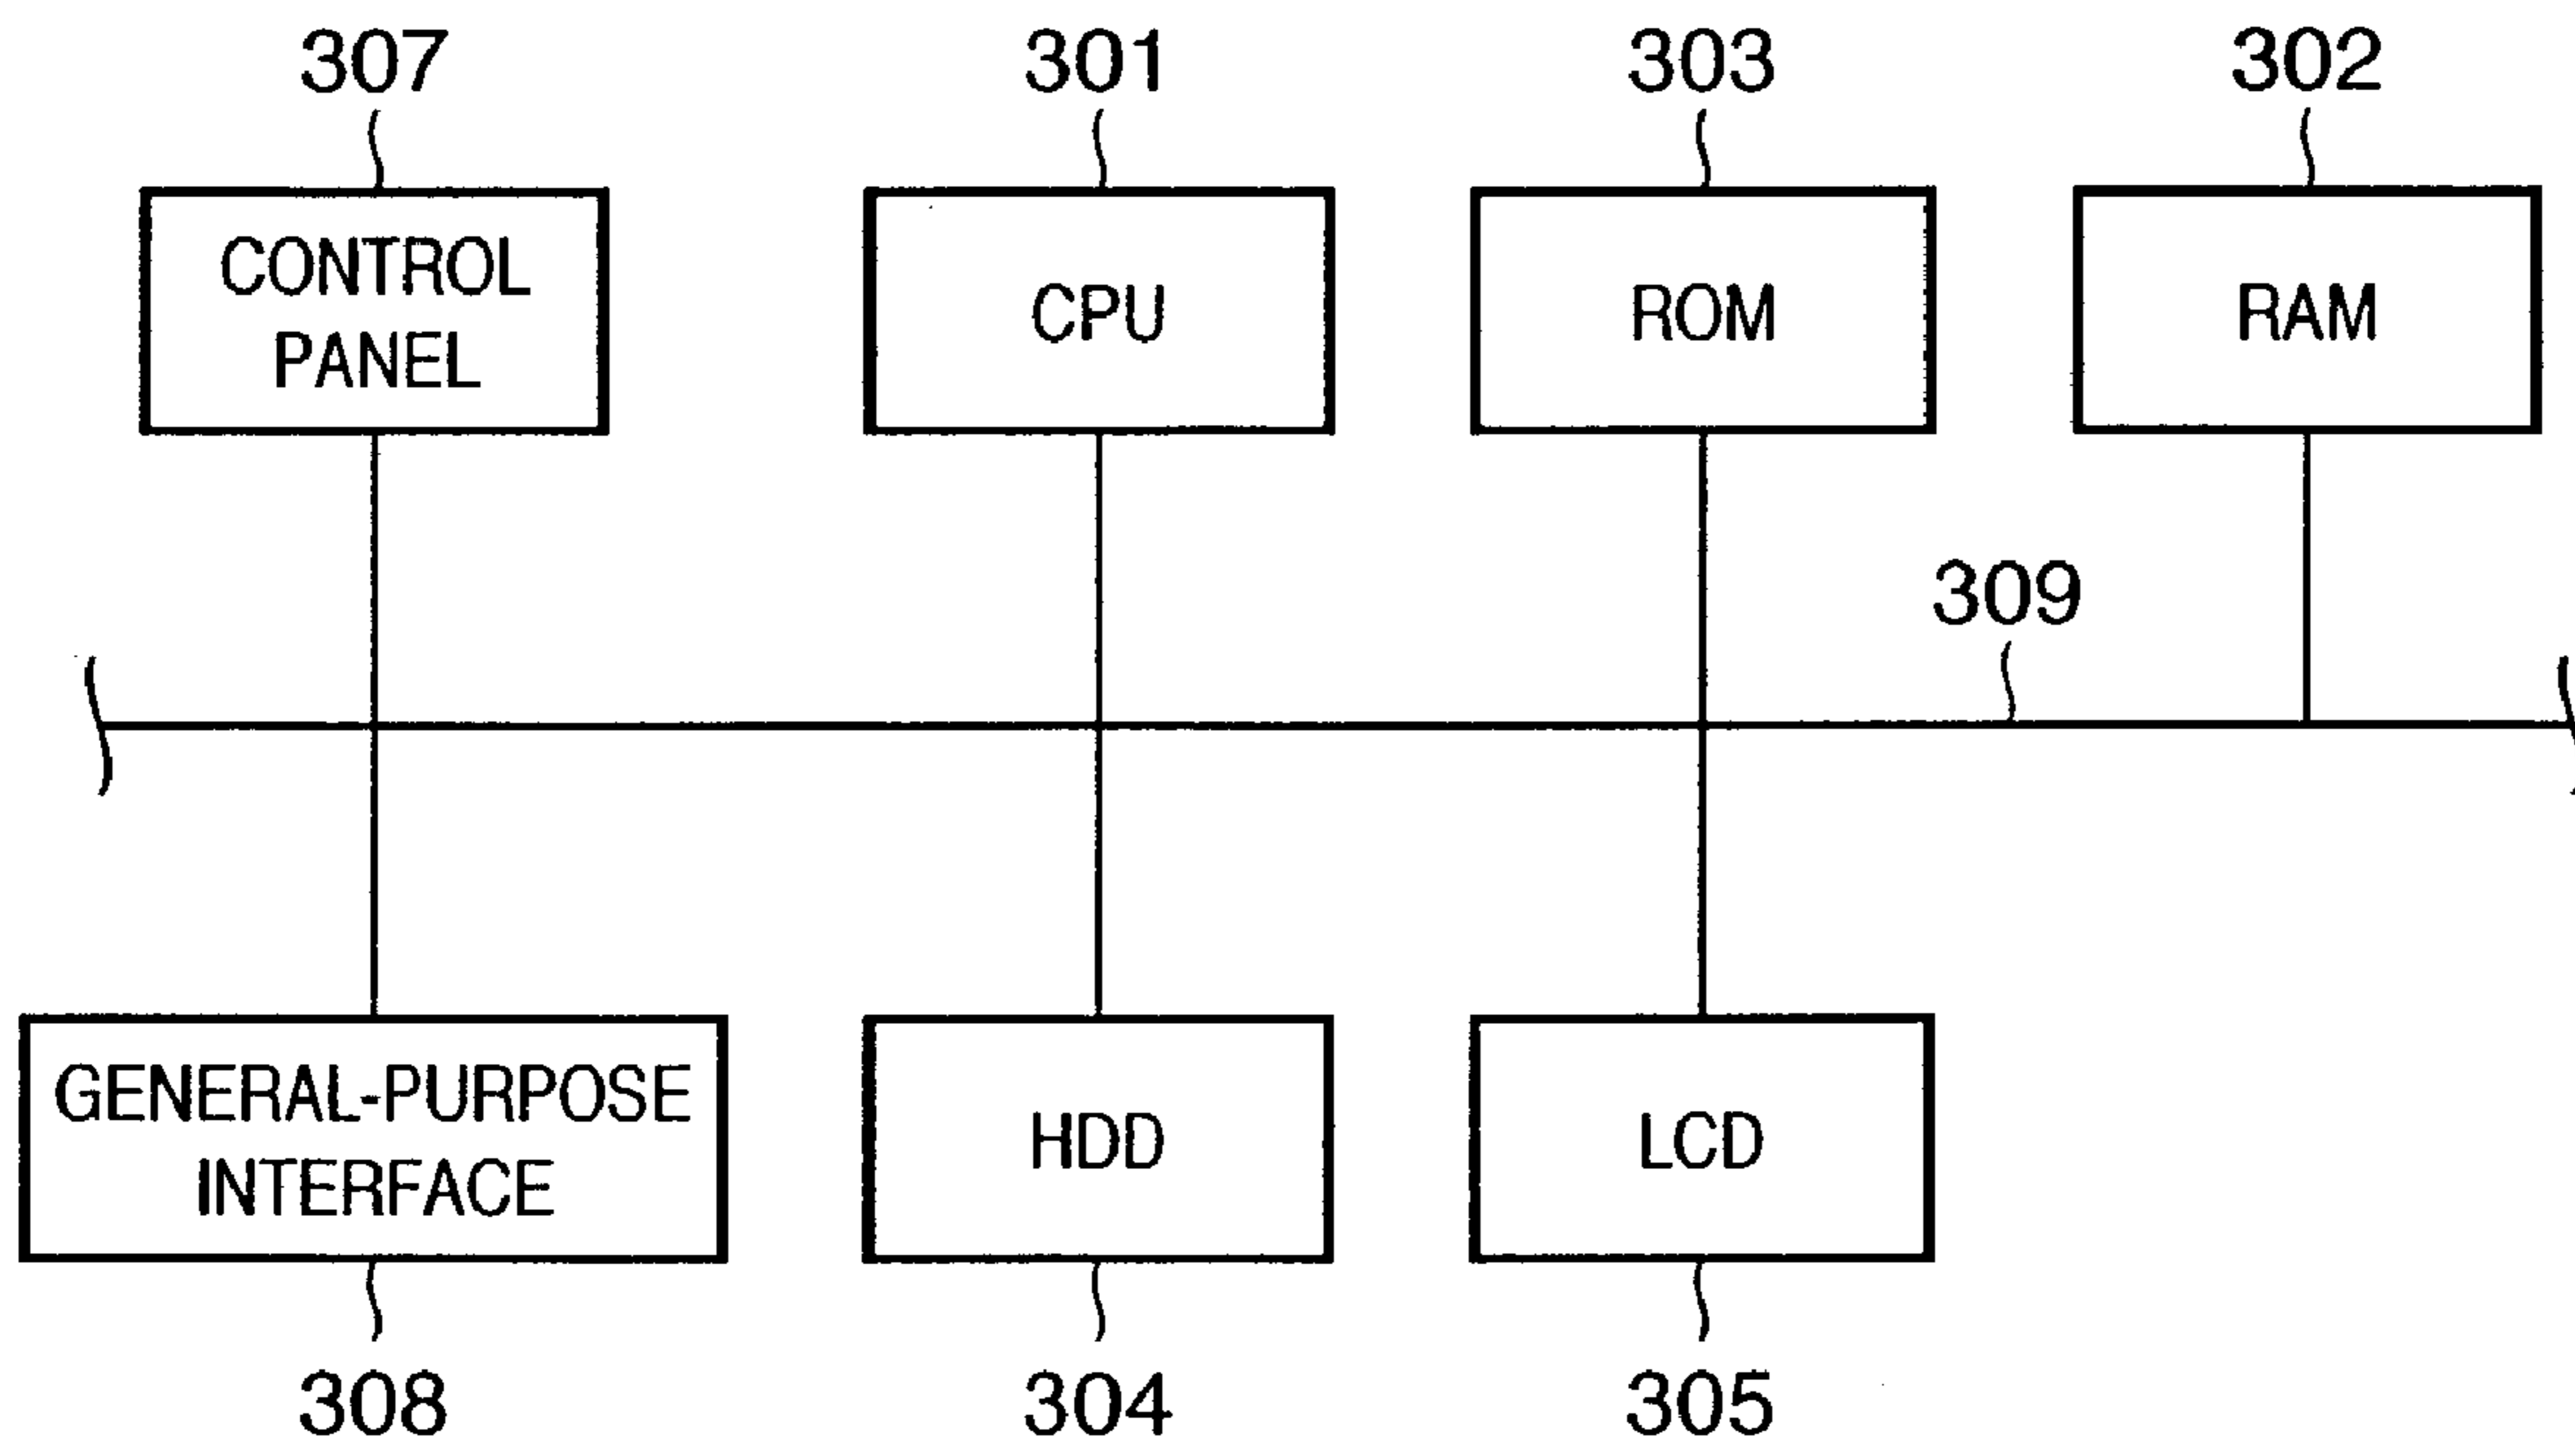 307
301
303
302
CONTROL
PANEL
CPU
ROM
RAM
309
GENERAL-PURPOSE
INTERFACE
HDD
LCD
308
304
305